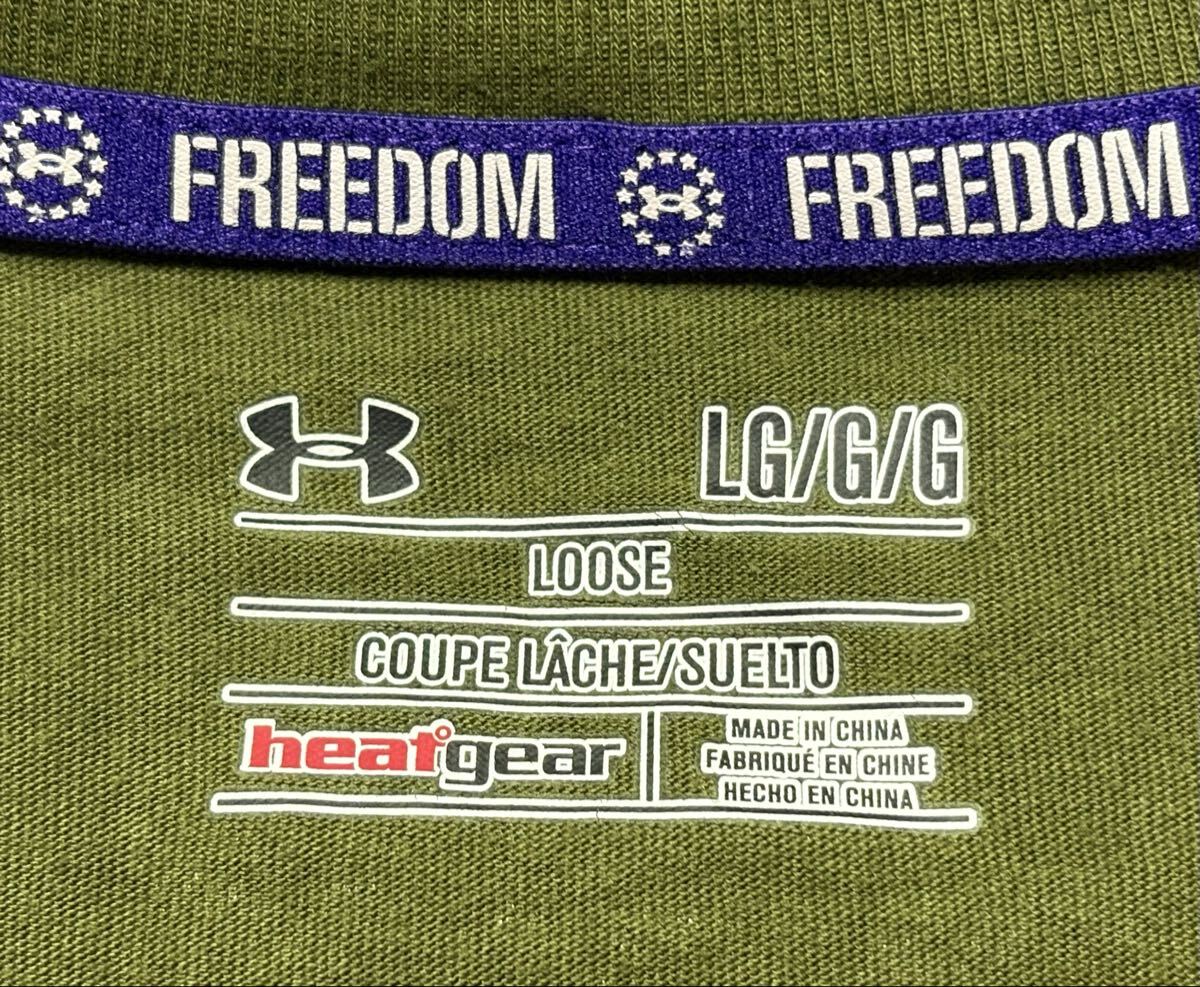 FREEDOM FREEDOM
LG/G/G
LOOSE
COUPE LÂCHE/SUELTO
heatgear
MADE IN CHINA
FABRIQUÉ EN CHINE
HECHO EN CHINA